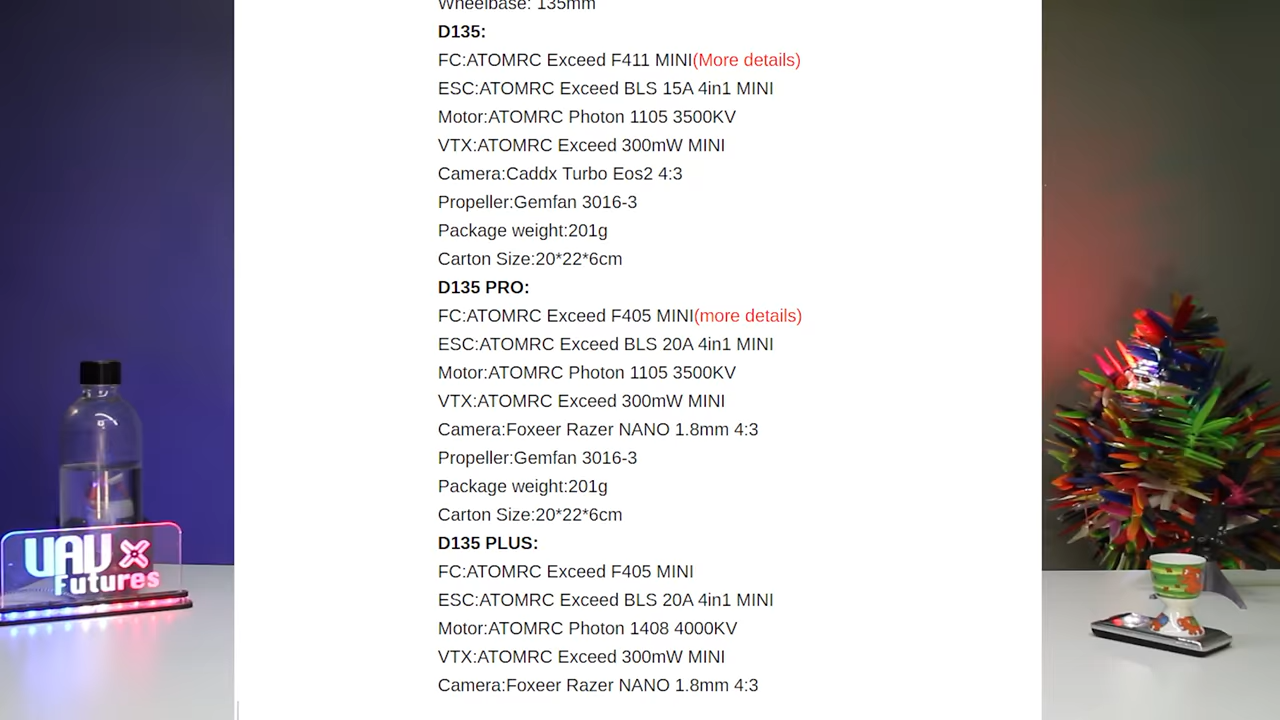 Wheelbase: 135mm
D135:
FC:ATOMRC Exceed F411 MINI(More details)
ESC:ATOMRC Exceed BLS 15A 4in1 MINI
Motor:ATOMRC Photon 1105 3500KV
VTX:ATOMRC Exceed 300mW MINI
Camera:Caddx Turbo Eos2 4:3
Propeller:Gemfan 3016-3
Package weight:201g
Carton Size:20*22*6cm
D135 PRO:
FC:ATOMRC Exceed F405 MINI(more details)
ESC:ATOMRC Exceed BLS 20A 4in1 MINI
Motor:ATOMRC Photon 1105 3500KV
VTX:ATOMRC Exceed 300mW MINI
Camera:Foxeer Razer NANO 1.8mm 4:3
Propeller:Gemfan 3016-3
Package weight:201g
Carton Size:20*22*6cm
D135 PLUS:
FC:ATOMRC Exceed F405 MINI
ESC:ATOMRC Exceed BLS 20A 4in1 MINI
Motor:ATOMRC Photon 1408 4000KV
VTX:ATOMRC Exceed 300mW MINI
Camera:Foxeer Razer NANO 1.8mm 4:3
UAV
Futures